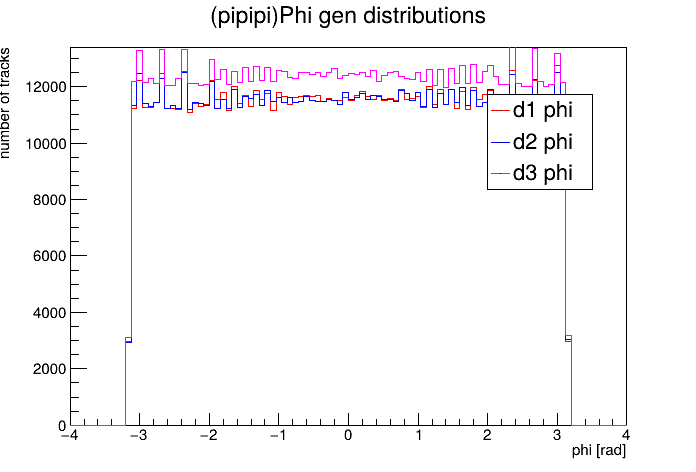 (pipipi)Phi gen distributions
number of tracks
12000
10000
8000
6000
4000
2000
0
−4 −3 −2 −1 0 1 2 3 4
phi [rad]
d1 phi
d2 phi
d3 phi